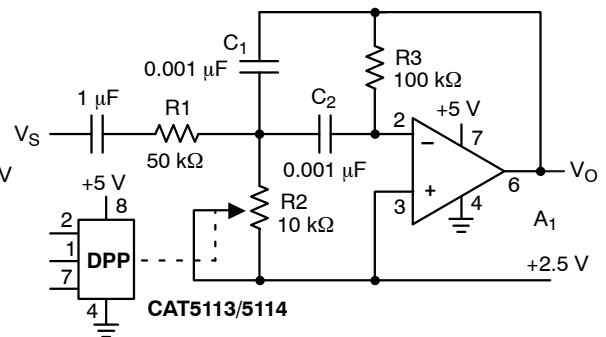 C1
0.001 μF
R3
100 kΩ
1 μF
R1
C2
+5 V
VS
2
7
50 kΩ
0.001 μF
–
+
6
VO
V
+5 V
8
R2
10 kΩ
3
4
A1
2
1
DPP
7
+2.5 V
4
CAT5113/5114